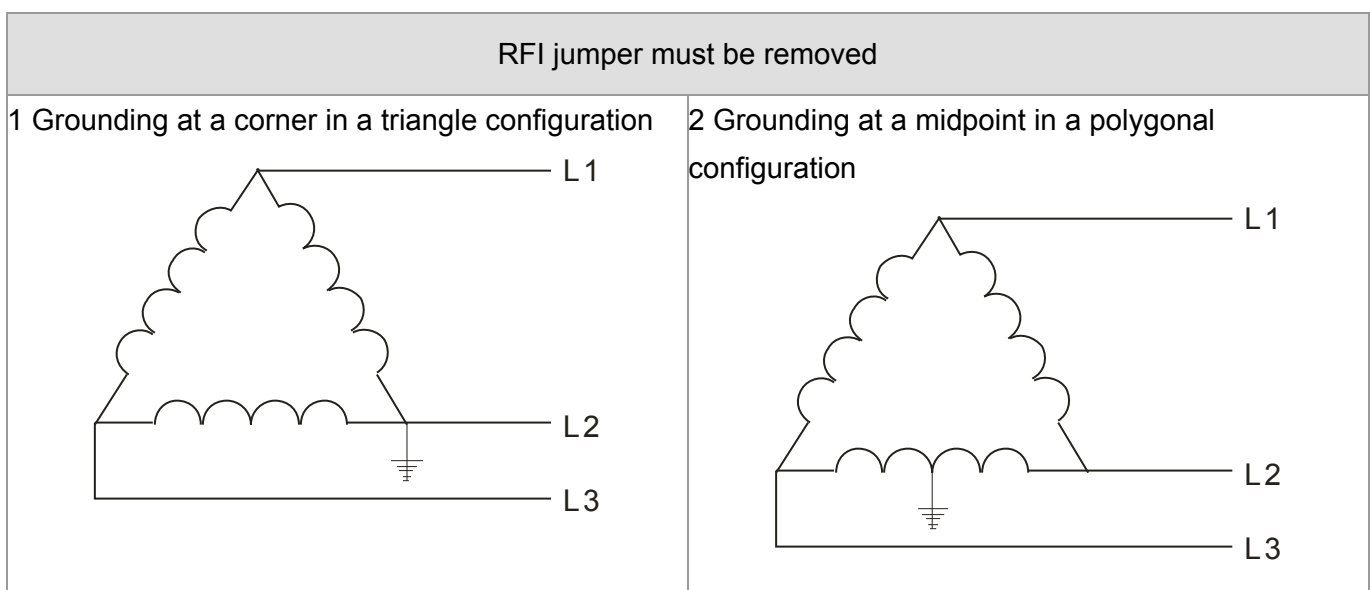 RFI jumper must be removed
1 Grounding at a corner in a triangle configuration
L1
L2
L3
2 Grounding at a midpoint in a polygonal
configuration
L1
L2
L3